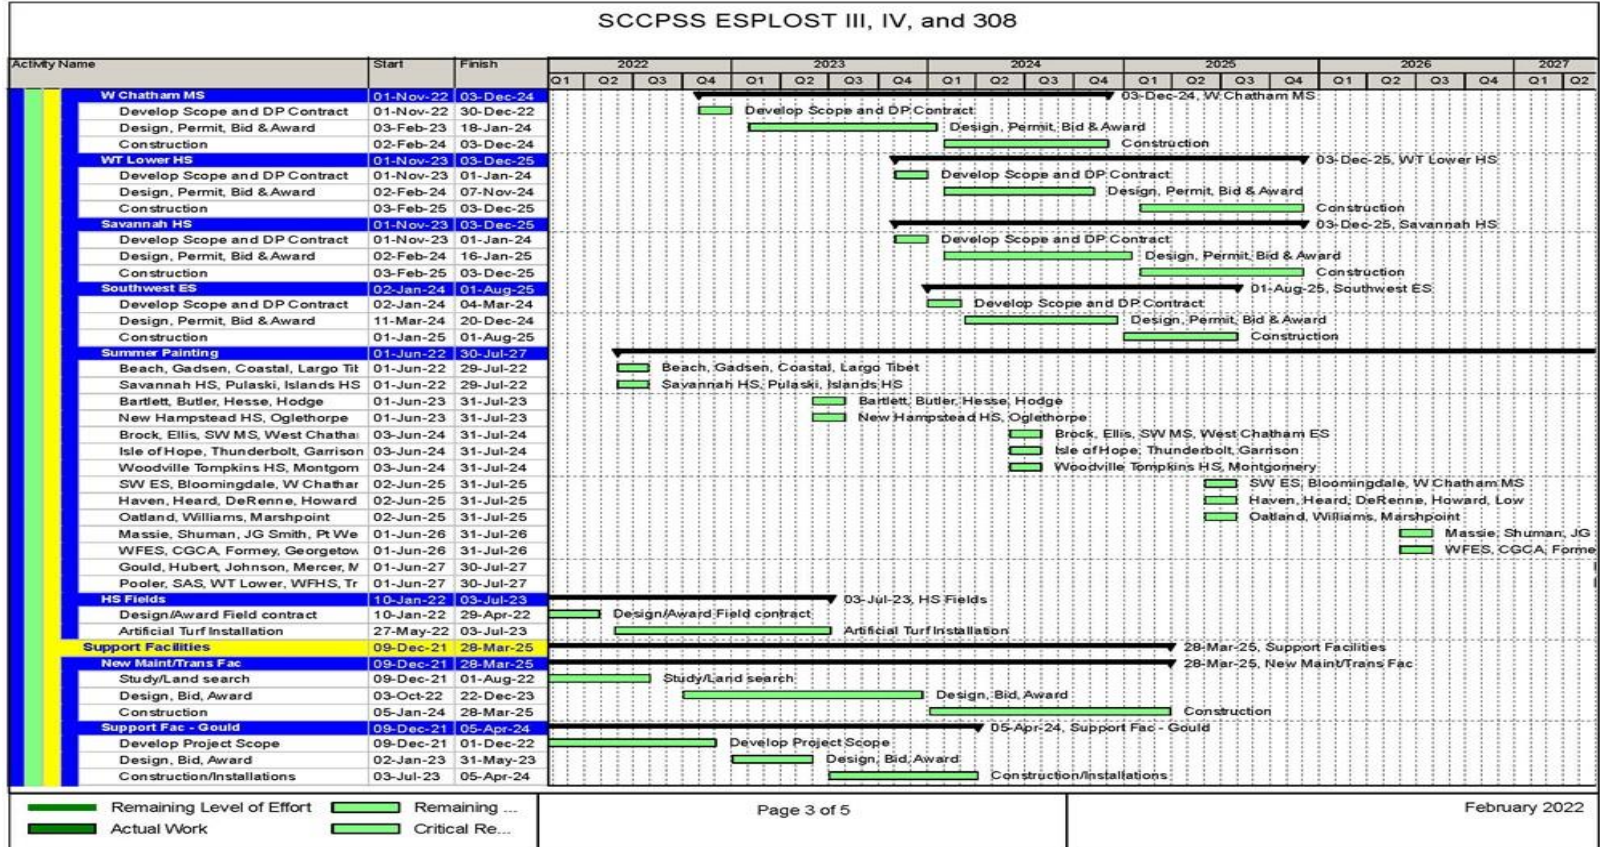 SCCPSS ESPLOST III, IV, and 308
Activity Name Start Finish 2022 2023 2024 2025 2026 2027
Q1 Q2 Q3 Q4 Q1 Q2 Q3 Q4 Q1 Q2 Q3 Q4 Q1 Q2 Q3 Q4 Q1 Q2 Q3 Q4 Q1 Q2
W Chatham MS 01-Nov-22 03-Dec-24 03-Dec-24, W Chatham MS
Develop Scope and DP Contract 01-Nov-22 30-Dec-22 Develop Scope and DP Contract
Design, Permit, Bid & Award 03-Feb-23 18-Jan-24 Design, Permit, Bid & Award
Construction 02-Feb-24 03-Dec-24 Construction
WT Lower HS 01-Nov-23 03-Dec-25 03-Dec-25, WT Lower HS
Develop Scope and DP Contract 01-Nov-23 01-Jan-24 Develop Scope and DP Contract
Design, Permit, Bid & Award 02-Feb-24 07-Nov-24 Design, Permit, Bid & Award
Construction 03-Feb-25 03-Dec-25 Construction
Savannah HS 01-Nov-23 03-Dec-25 03-Dec-25, Savannah HS
Develop Scope and DP Contract 01-Nov-23 01-Jan-24 Develop Scope and DP Contract
Design, Permit, Bid & Award 02-Feb-24 16-Jan-25 Design, Permit, Bid & Award
Construction 03-Feb-25 03-Dec-25 Construction
Southwest ES 02-Jan-24 01-Aug-25 01-Aug-25, Southwest ES
Develop Scope and DP Contract 02-Jan-24 04-Mar-24 Develop Scope and DP Contract
Design, Permit, Bid & Award 11-Mar-24 20-Dec-24 Design, Permit, Bid & Award
Construction 01-Jan-25 01-Aug-25 Construction
Summer Painting 01-Jun-22 30-Jul-27
Beach, Gadsen, Coastal, Largo Tit 01-Jun-22 29-Jul-22 Beach, Gadsen, Coastal, Largo Tibet
Savannah HS, Pulaski, Islands HS 01-Jun-22 29-Jul-22 Savannah HS, Pulaski, Islands HS
Bartlett, Butler, Hesse, Hodge 01-Jun-23 31-Jul-23 Bartlett, Butler, Hesse, Hodge
New Hampstead HS, Oglethorpe 01-Jun-23 31-Jul-23 New Hampstead HS, Oglethorpe
Brock, Ellis, SW MS, West Chatha 03-Jun-24 31-Jul-24 Brock, Ellis, SW MS, West Chatham ES
Isle of Hope, Thunderbolt, Garrison 03-Jun-24 31-Jul-24 Isle of Hope, Thunderbolt, Garrison
Woodville Tompkins HS, Montgom 03-Jun-24 31-Jul-24 Woodville Tompkins HS, Montgomery
SW ES, Bloomingdale, W Chathar 02-Jun-25 31-Jul-25 SW ES, Bloomingdale, W Chatham MS
Haven, Heard, DeRenne, Howard 02-Jun-25 31-Jul-25 Haven, Heard, DeRenne, Howard, Low
Oatland, Williams, Marshpoint 02-Jun-25 31-Jul-25 Oatland, Williams, Marshpoint
Massie, Shuman, JG Smith, Pt We 01-Jun-26 31-Jul-26 Massie, Shuman, JG
WFES, CGCA, Formey, Georgetow 01-Jun-26 31-Jul-26 WFES, CGCA, Forme
Gould, Hubert, Johnson, Mercer, M 01-Jun-27 30-Jul-27
Pooler, SAS, WT Lower, WFHS, Tr 01-Jun-27 30-Jul-27
HS Fields 10-Jan-22 03-Jul-23 03-Jul-23, HS Fields
Design/Award Field contract 10-Jan-22 29-Apr-22 Design/Award Field contract
Artificial Turf Installation 27-May-22 03-Jul-23 Artificial Turf Installation
Support Facilities 09-Dec-21 28-Mar-25 28-Mar-25, Support Facilities
New Maint/Trans Fac 09-Dec-21 28-Mar-25 28-Mar-25, New Maint/Trans Fac
Study/Land search 09-Dec-21 01-Aug-22 Study/Land search
Design, Bid, Award 03-Oct-22 22-Dec-23 Design, Bid, Award
Construction 05-Jan-24 28-Mar-25 Construction
Support Fac - Gould 09-Dec-21 05-Apr-24 05-Apr-24, Support Fac - Gould
Develop Project Scope 09-Dec-21 01-Dec-22 Develop Project Scope
Design, Bid, Award 02-Jan-23 31-May-23 Design, Bid, Award
Construction/Installations 03-Jul-23 05-Apr-24 Construction/Installations
Remaining Level of Effort Remaining ... Page 3 of 5 February 2022
Actual Work Critical Re...